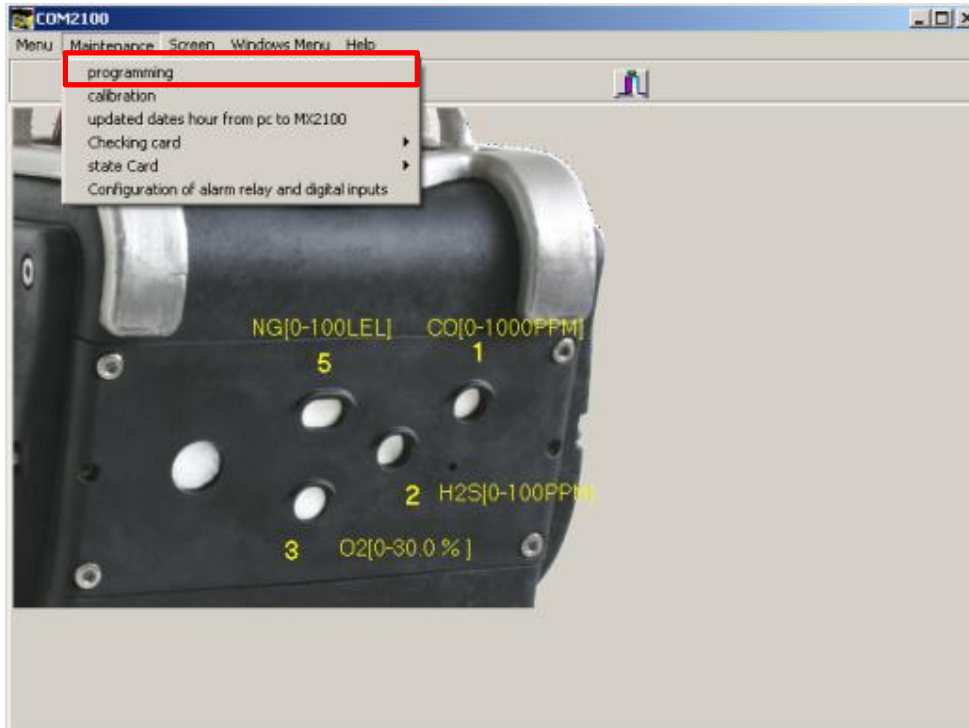 COM2100
Menu Maintenance Screen Windows Menu Help
programming
calibration
updated dates hour from pc to MX2100
Checking card
state Card
Configuration of alarm relay and digital inputs
NG[0-100LEL] CO[0-1000PPM]
5 1
2 H2S[0-100PPM]
3 O2[0-30.0 % ]